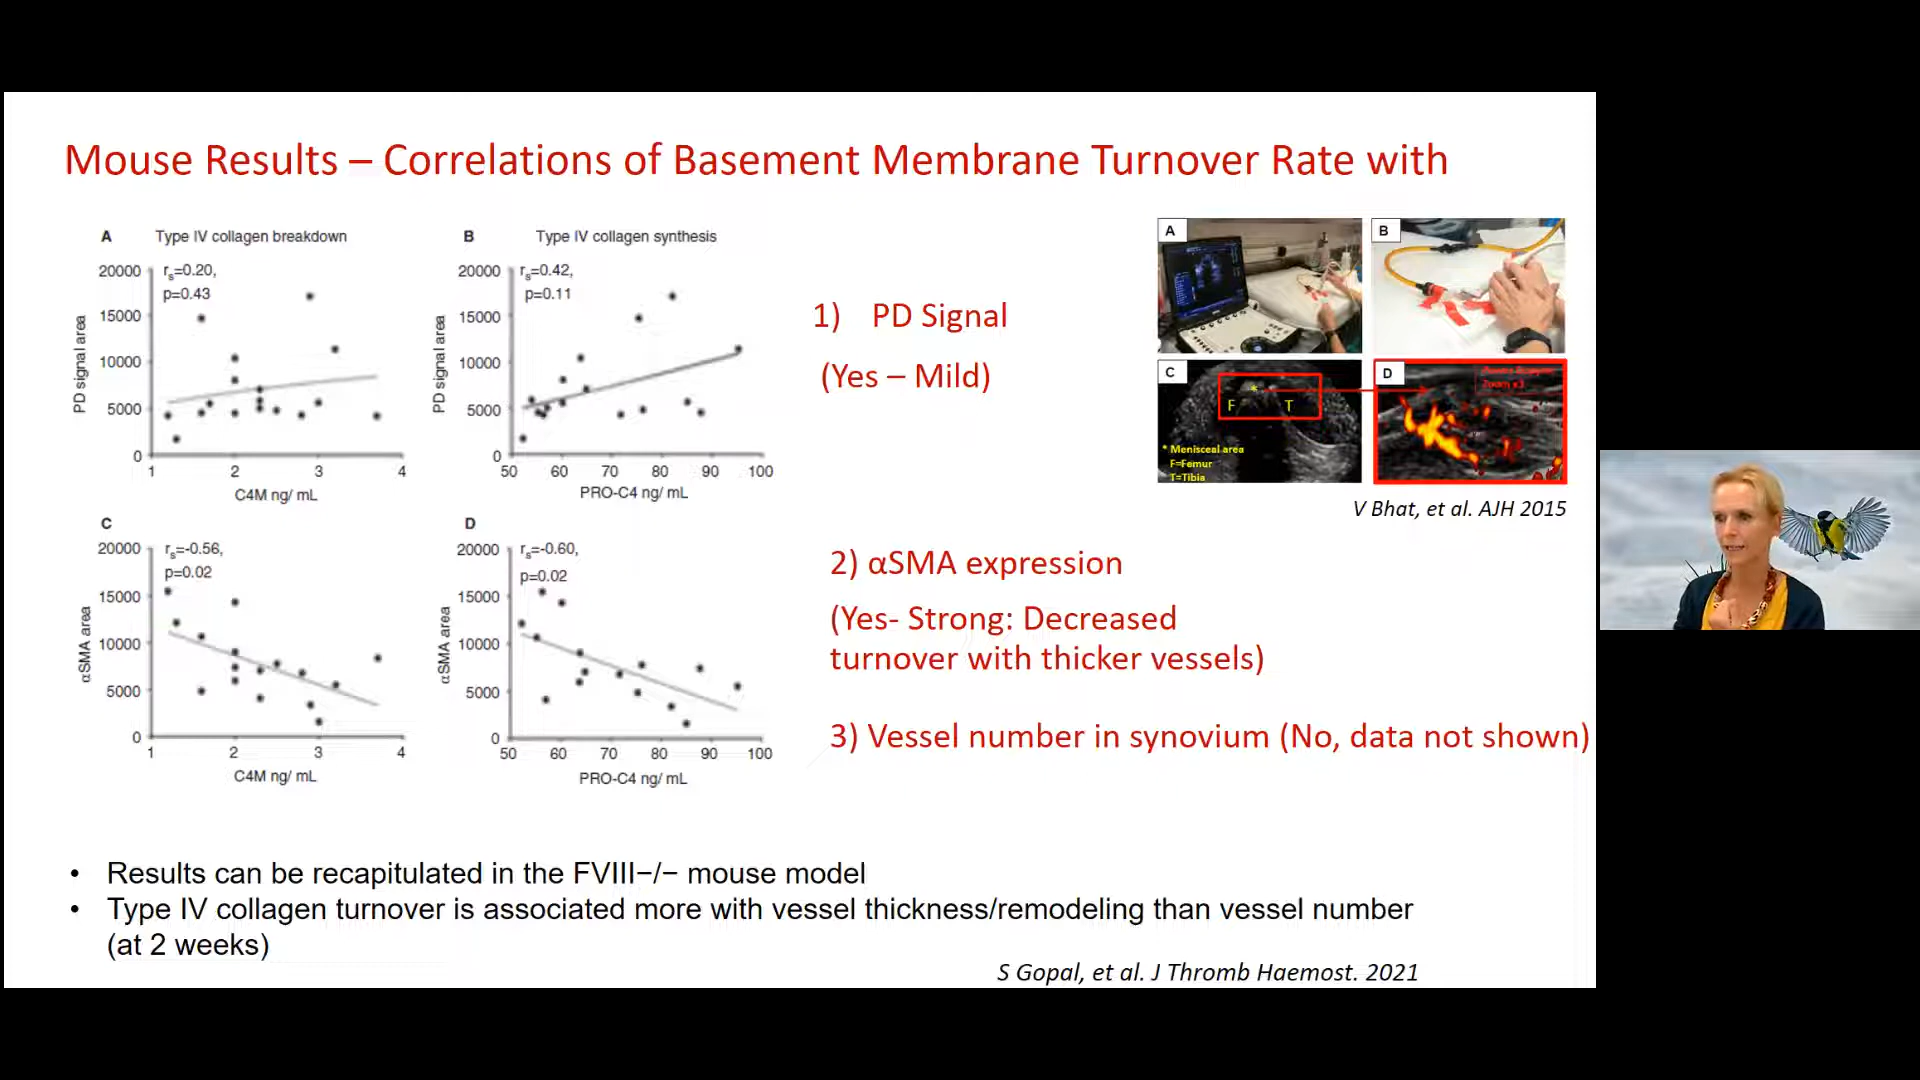 Mouse Results – Correlations of Basement Membrane Turnover Rate with
A Type IV collagen breakdown
rs=0.20,
p=0.43
20000
15000
10000
5000
0
PD signal area
1 2 3 4
C4M ng/ mL
B Type IV collagen synthesis
rs=0.42,
p=0.11
20000
15000
10000
5000
0
PD signal area
50 60 70 80 90 100
PRO-C4 ng/ mL
C
rs=-0.56,
p=0.02
20000
15000
10000
5000
0
αSMA area
1 2 3 4
C4M ng/ mL
D
rs=-0.60,
p=0.02
20000
15000
10000
5000
0
αSMA area
50 60 70 80 90 100
PRO-C4 ng/ mL
1) PD Signal
(Yes – Mild)
A
B
C
F T
* Menisceal area
F=Femur
T=Tibia
D
Zoom x3
V Bhat, et al. AJH 2015
2) αSMA expression
(Yes- Strong: Decreased
turnover with thicker vessels)
3) Vessel number in synovium (No, data not shown)
• Results can be recapitulated in the FVIII−/− mouse model
• Type IV collagen turnover is associated more with vessel thickness/remodeling than vessel number
(at 2 weeks)
S Gopal, et al. J Thromb Haemost. 2021